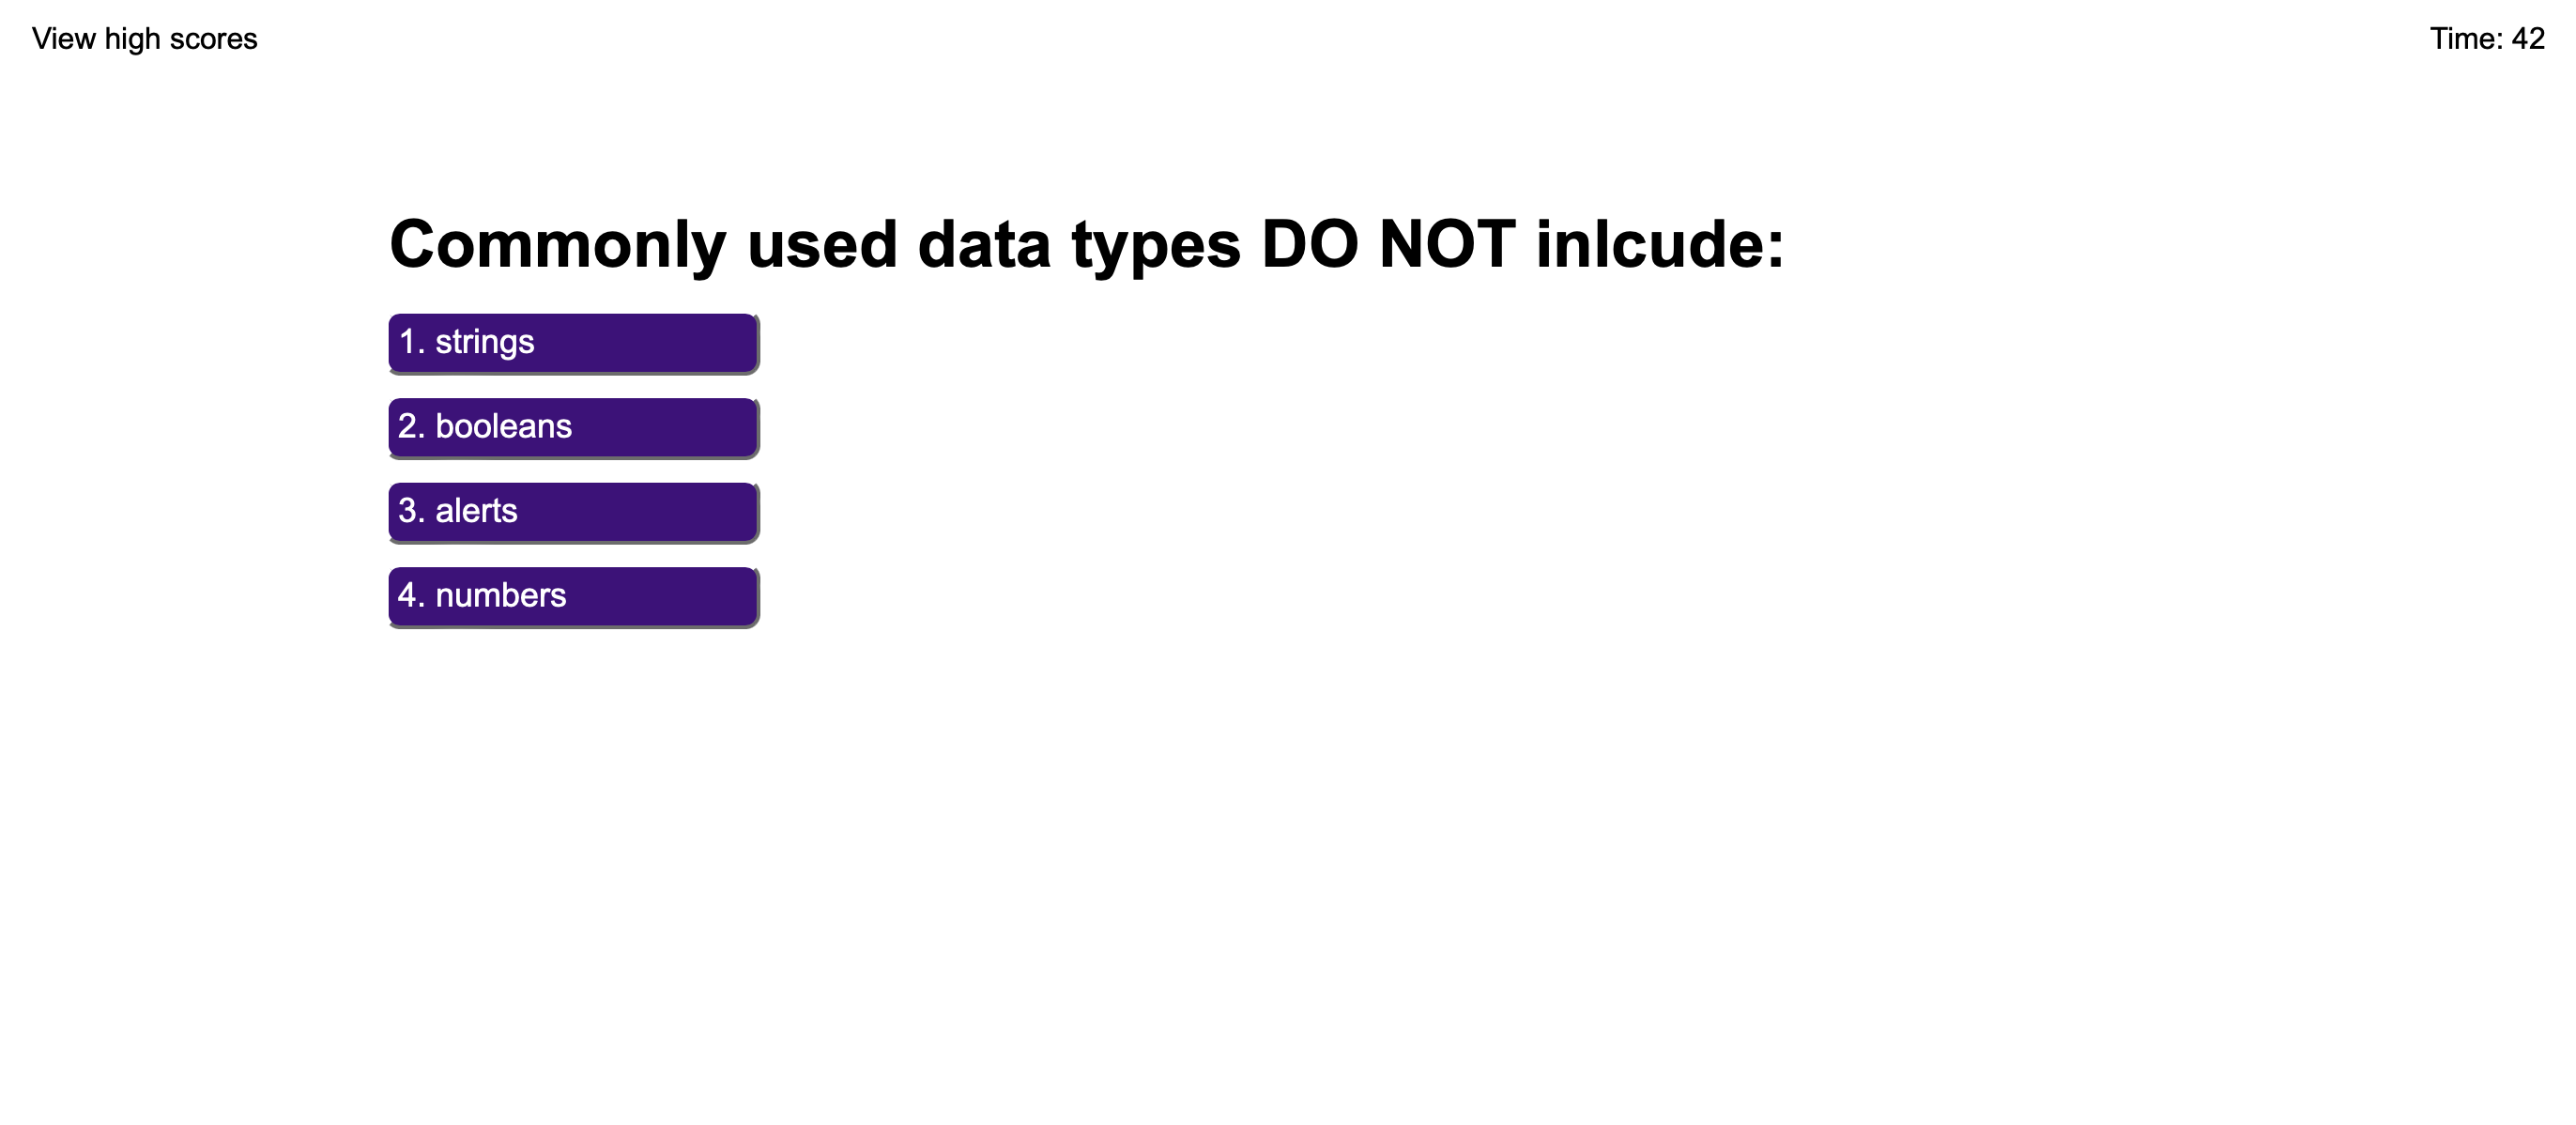 View high scores
Time: 42
Commonly used data types DO NOT inlcude:
1. strings
2. booleans
3. alerts
4. numbers